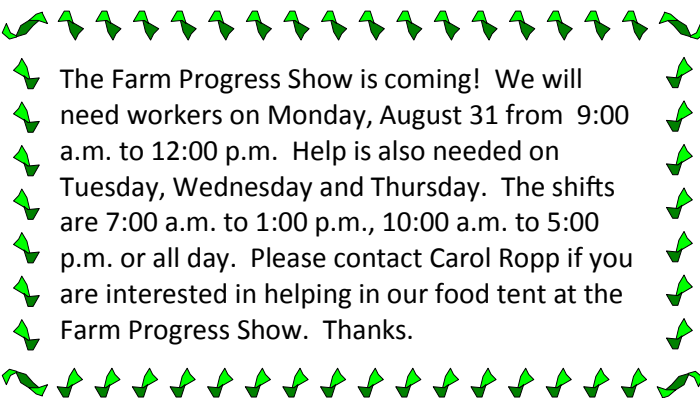 The Farm Progress Show is coming!  We will
need workers on Monday, August 31 from  9:00
a.m. to 12:00 p.m.  Help is also needed on
Tuesday, Wednesday and Thursday.  The shifts
are 7:00 a.m. to 1:00 p.m., 10:00 a.m. to 5:00
p.m. or all day.  Please contact Carol Ropp if you
are interested in helping in our food tent at the
Farm Progress Show.  Thanks.